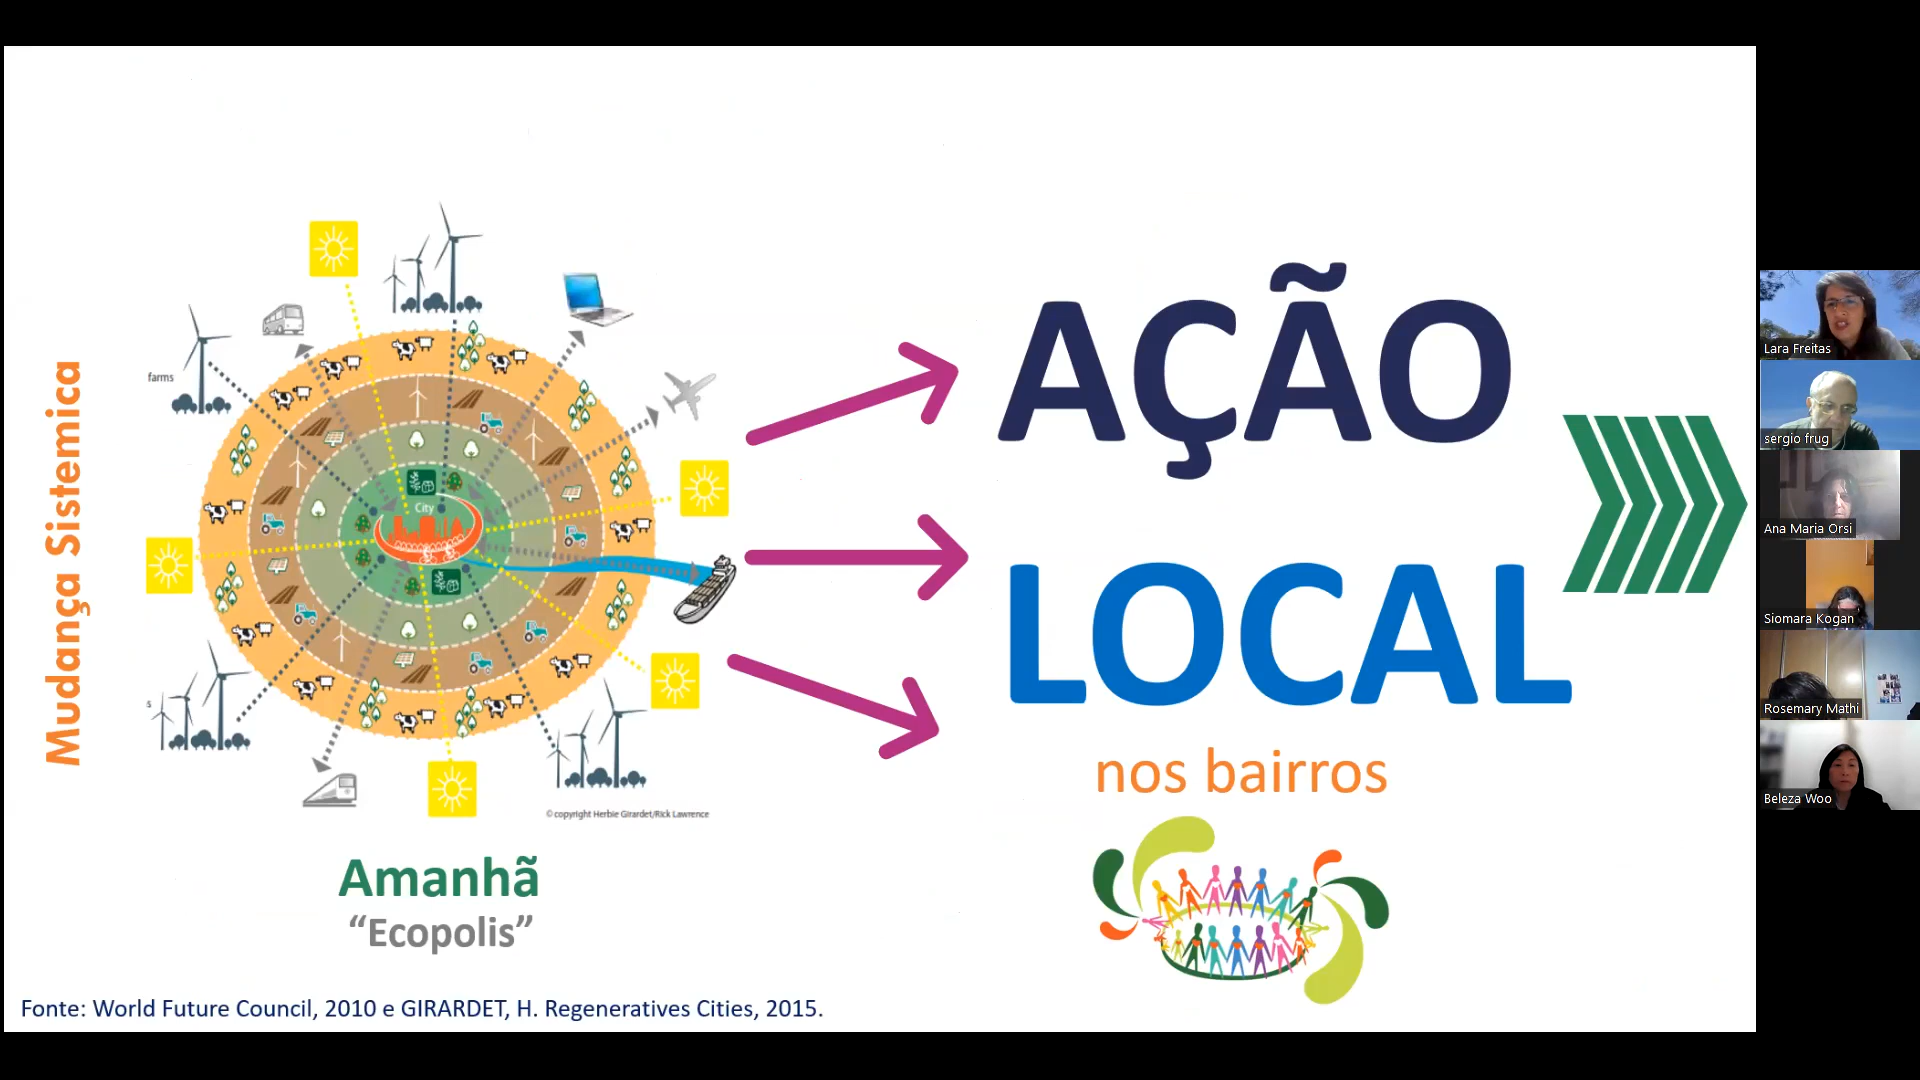 Mudança Sistemica
farms
City
s
© copyright Herbie Girardet/Rick Lawrence
Amanhã
“Ecopolis”
Fonte: World Future Council, 2010 e GIRARDET, H. Regeneratives Cities, 2015.
AÇÃO
LOCAL
nos bairros
Lara Freitas
sergio frug
Ana Maria Orsi
Siomara Kogan
Rosemary Mathi
Beleza Woo